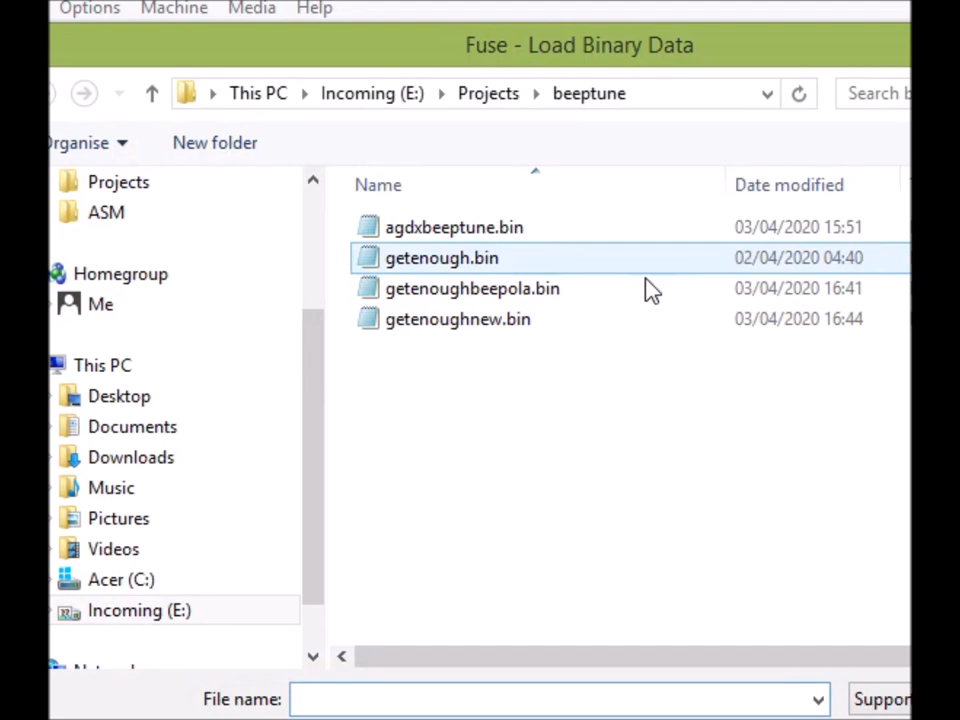 Options Machine Media Help
Fuse - Load Binary Data
This PC Incoming (E:) Projects beeptune Search b
Organise New folder
Name Date modified
Projects
ASM
Homegroup
Me
This PC
Desktop
Documents
Downloads
Music
Pictures
Videos
Acer (C:)
Incoming (E:)
agdxbeeptune.bin 03/04/2020 15:51
getenough.bin 02/04/2020 04:40
getenoughbeepola.bin 03/04/2020 16:41
getenoughnew.bin 03/04/2020 16:44
File name: Suppor